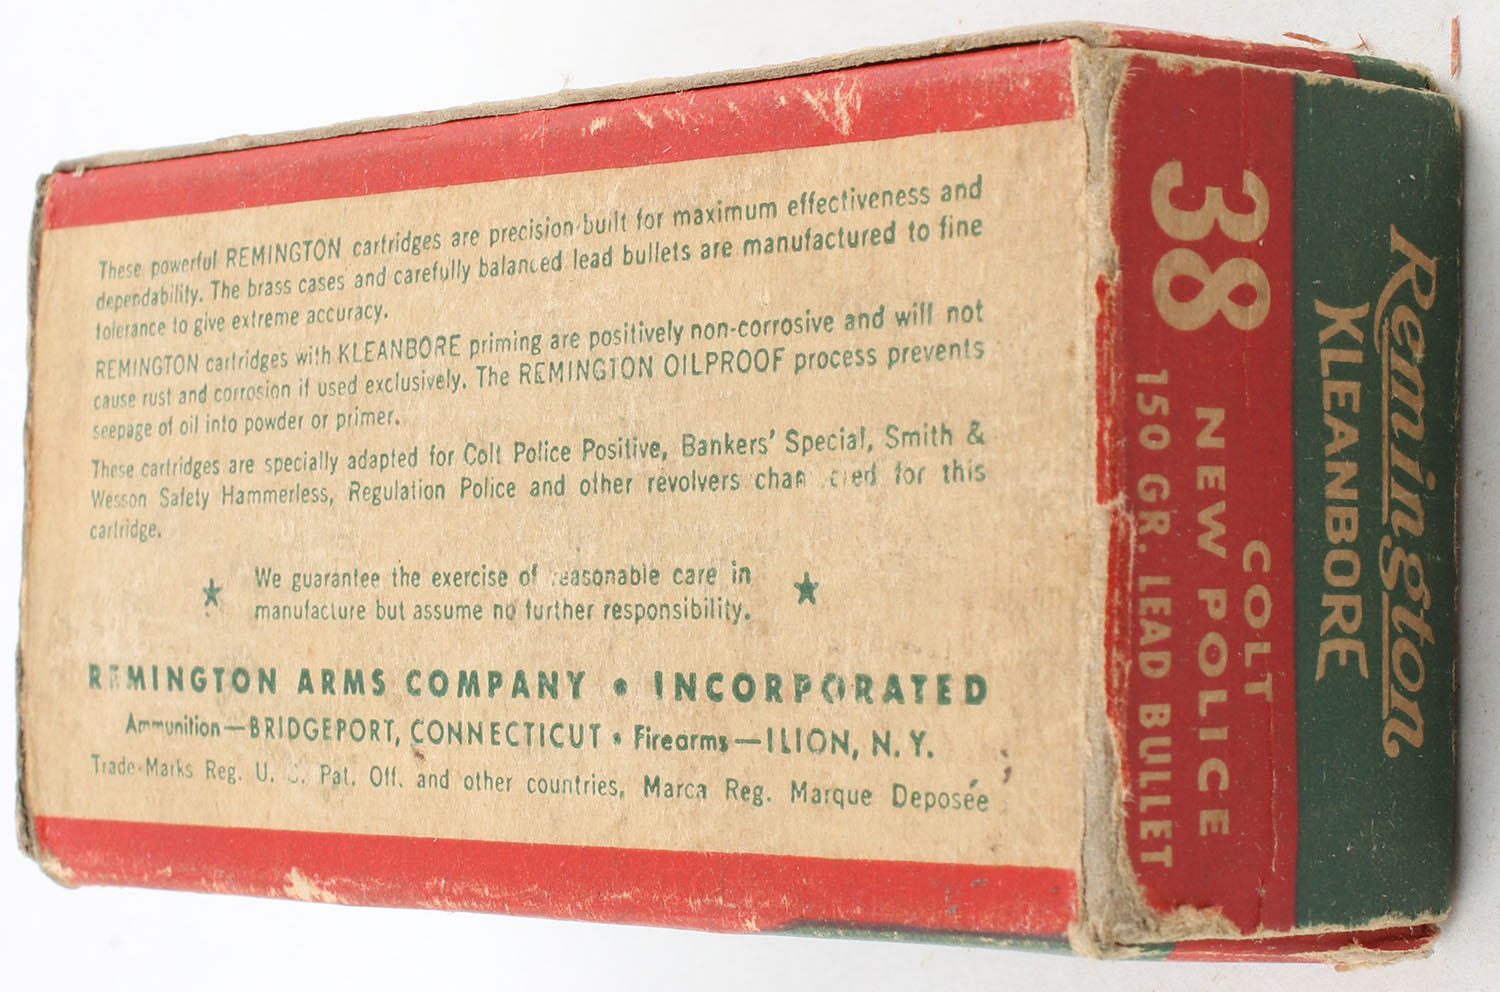 These powerful REMINGTON cartridges are precision-built for maximum effectiveness and
dependability. The brass cases and carefully balanced lead bullets are manufactured to fine
tolerance to give extreme accuracy.
REMINGTON cartridges with KLEANBORE priming are positively non-corrosive and will not
cause rust and corrosion if used exclusively. The REMINGTON OILPROOF process prevents
seepage of oil into powder or primer.
These cartridges are specially adapted for Colt Police Positive, Bankers' Special, Smith &
Wesson Safety Hammerless, Regulation Police and other revolvers chambered for this
cartridge.
★ We guarantee the exercise of reasonable care in ★
manufacture but assume no further responsibility.
REMINGTON ARMS COMPANY • INCORPORATED
Ammunition—BRIDGEPORT, CONNECTICUT • Firearms—ILION, N. Y.
Trade-Marks Reg. U. S. Pat. Off. and other countries, Marca Reg. Marque Deposée
Remington
KLEANBORE
38 COLT
NEW POLICE
150 GR. LEAD BULLET